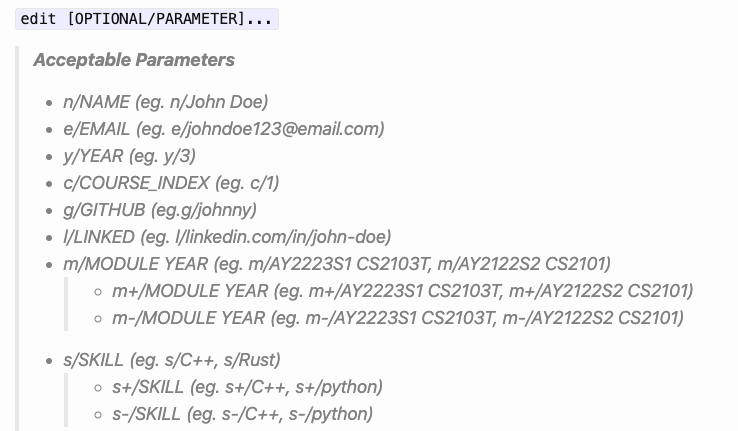 edit [OPTIONAL/PARAMETER]...
Acceptable Parameters
n/NAME (eg. n/John Doe)
e/EMAIL (eg. e/johndoe123@email.com)
y/YEAR (eg. y/3)
c/COURSE_INDEX (eg. c/1)
g/GITHUB (eg.g/johnny)
l/LINKED (eg. l/linkedin.com/in/john-doe)
m/MODULE YEAR (eg. m/AY2223S1 CS2103T, m/AY2122S2 CS2101)
m+/MODULE YEAR (eg. m+/AY2223S1 CS2103T, m+/AY2122S2 CS2101)
m-/MODULE YEAR (eg. m-/AY2223S1 CS2103T, m-/AY2122S2 CS2101)
s/SKILL (eg. s/C++, s/Rust)
s+/SKILL (eg. s+/C++, s+/python)
s-/SKILL (eg. s-/C++, s-/python)